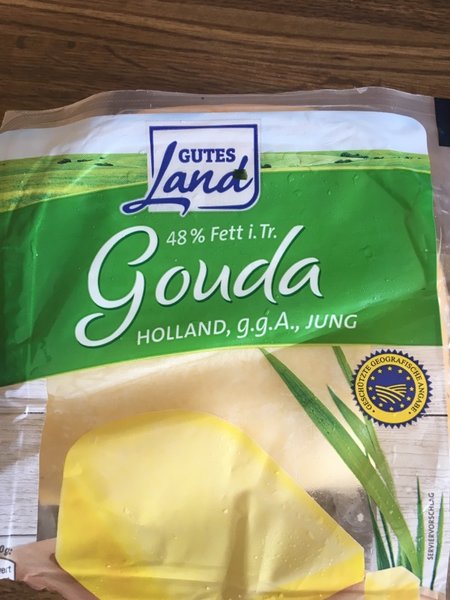 GUTES
Land
48% Fett i. Tr.
Gouda
HOLLAND, g.g.A., JUNG
GESCHÜTZTE GEOGRAFISCHE ANGABE
SERVIERVORSCHLAG